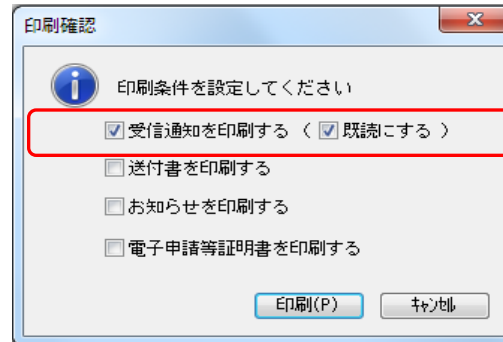 印刷確認
印刷条件を設定してください
受信通知を印刷する（ 既読にする ）
送付書を印刷する
お知らせを印刷する
電子申請等証明書を印刷する
印刷(P) ｷｬﾝｾﾙ